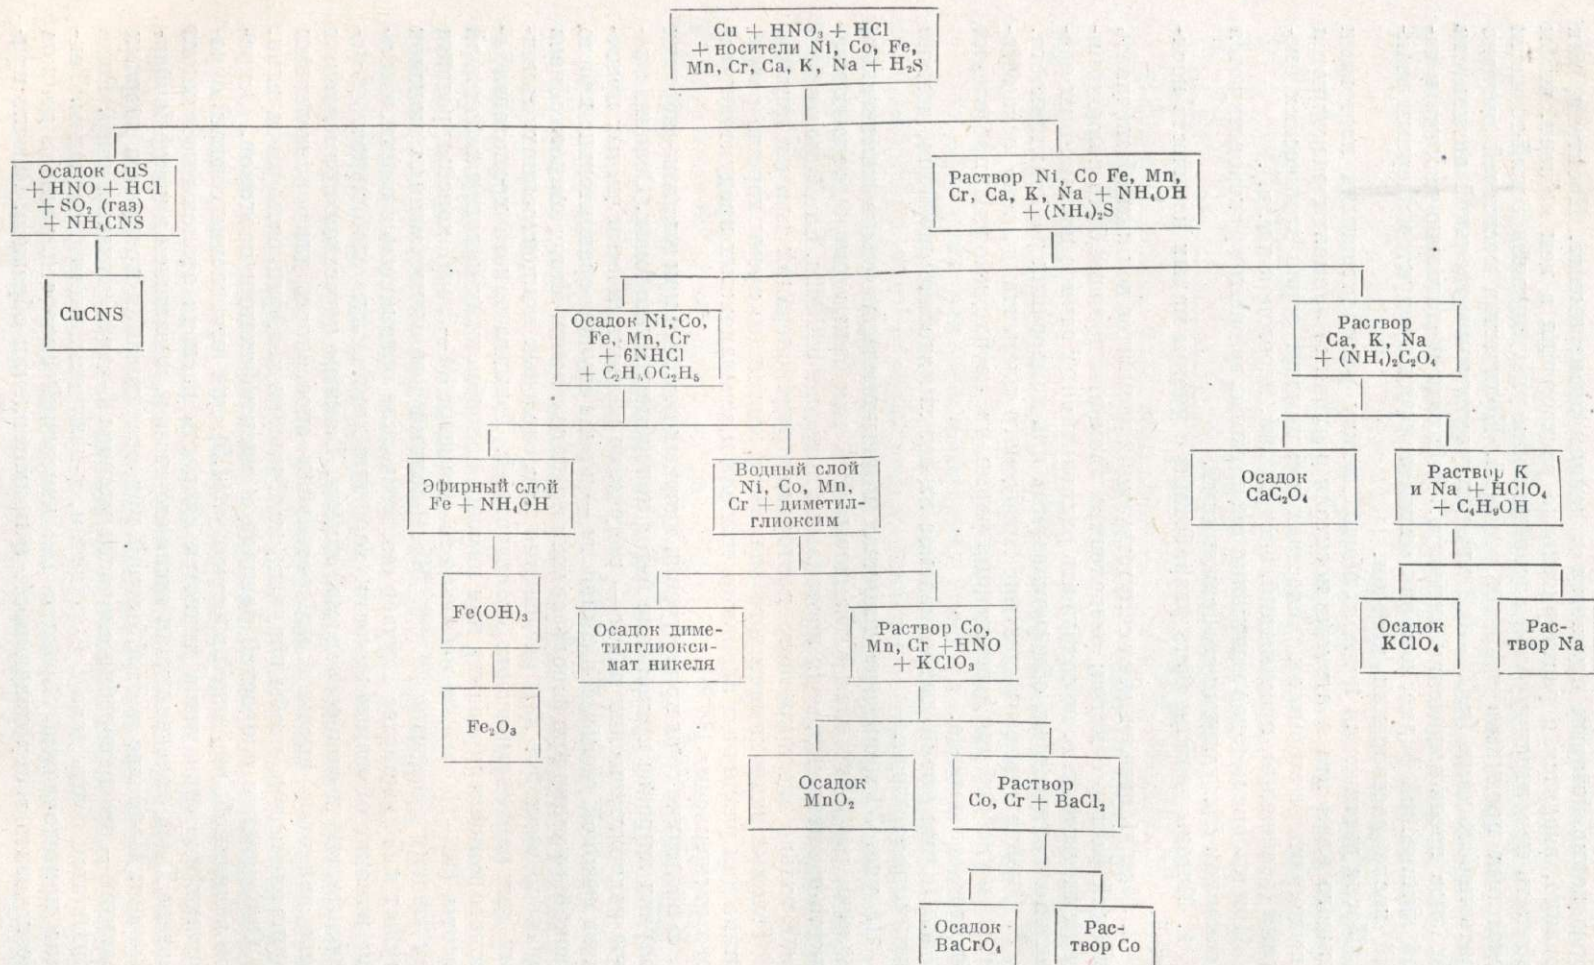 Cu + HNO₃ + HCl
+ носители Ni, Co, Fe,
Mn, Cr, Ca, K, Na + H₂S
Осадок CuS
+ HNO + HCl
+ SO₂ (газ)
+ NH₄CNS
Раствор Ni, Co Fe, Mn,
Cr, Ca, K, Na + NH₄OH
+ (NH₄)₂S
CuCNS
Осадок Ni, Co,
Fe, Mn, Cr
+ 6NHCl
+ C₂H₅OC₂H₅
Раствор
Ca, K, Na
+ (NH₄)₂C₂O₄
Эфирный слой
Fe + NH₄OH
Водный слой
Ni, Co, Mn,
Cr + диметил-
глиоксим
Осадок
CaC₂O₄
Раствор K
и Na + HClO₄
+ C₄H₉OH
Fe(OH)₃
Осадок диме-
тилглиокси-
мат никеля
Раствор Co,
Mn, Cr +HNO
+ KClO₃
Осадок
KClO₄
Рас-
твор Na
Fe₂O₃
Осадок
MnO₂
Раствор
Co, Cr + BaCl₂
Осадок
BaCrO₄
Рас-
твор Co